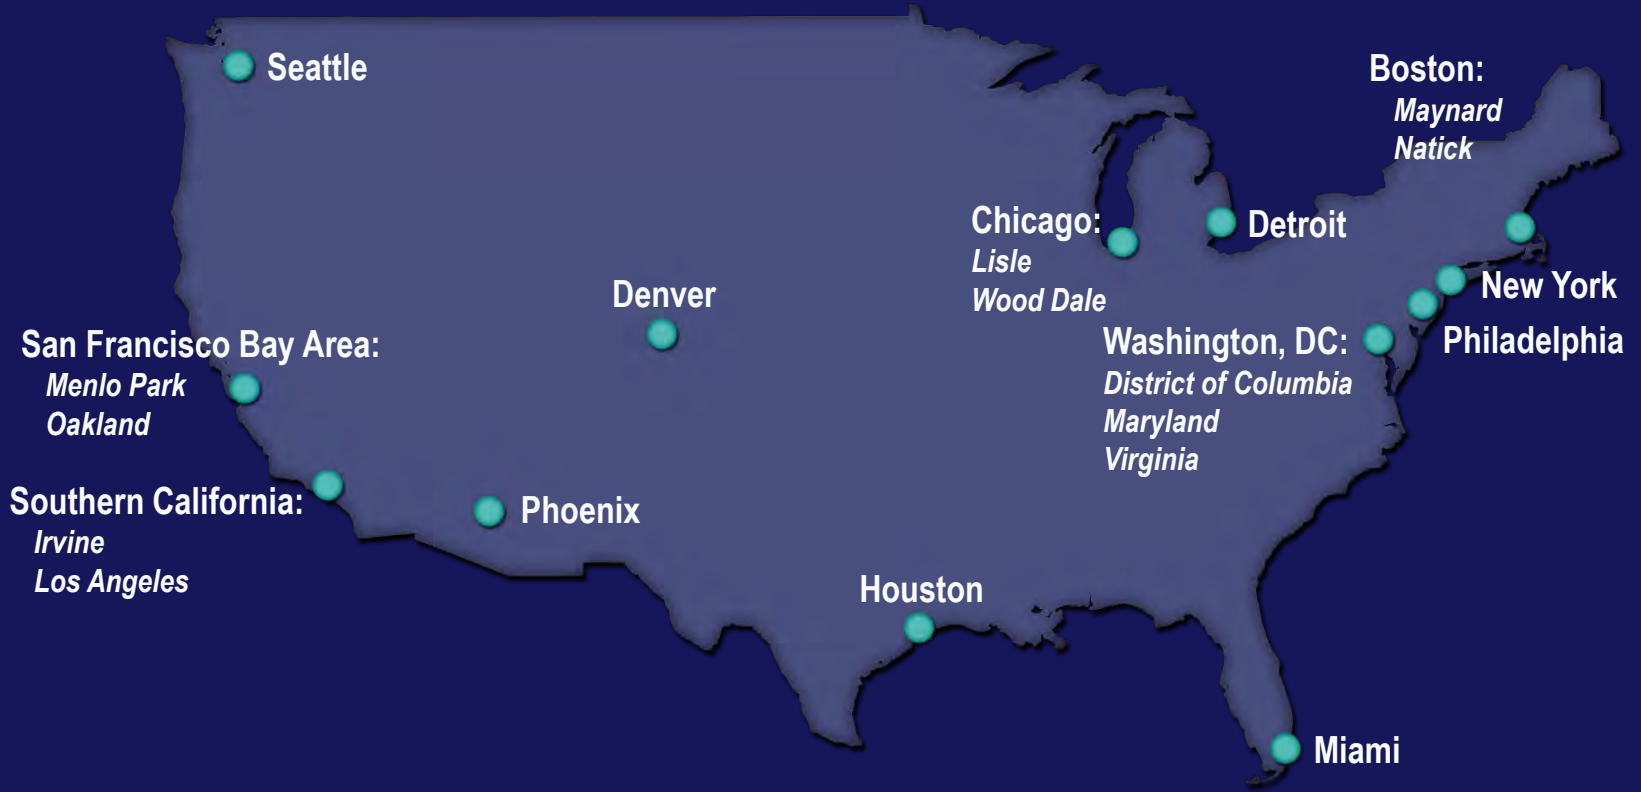 Seattle
Boston:
Maynard
Natick
Chicago:
Lisle
Wood Dale
Detroit
Denver
New York
Philadelphia
San Francisco Bay Area:
Menlo Park
Oakland
Washington, DC:
District of Columbia
Maryland
Virginia
Southern California:
Irvine
Los Angeles
Phoenix
Houston
Miami